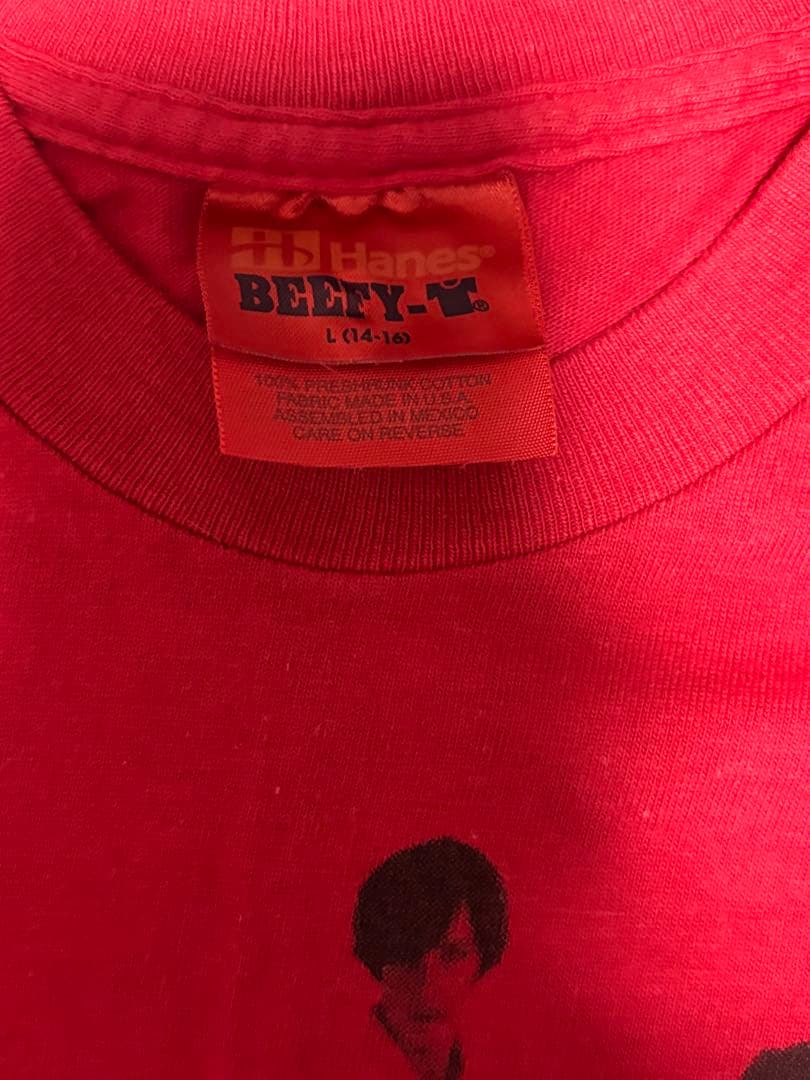 Hanes®
BEEFY-T®
L (14-16)
100% PRESHRUNK COTTON
FABRIC MADE IN U.S.A.
ASSEMBLED IN MEXICO
CARE ON REVERSE